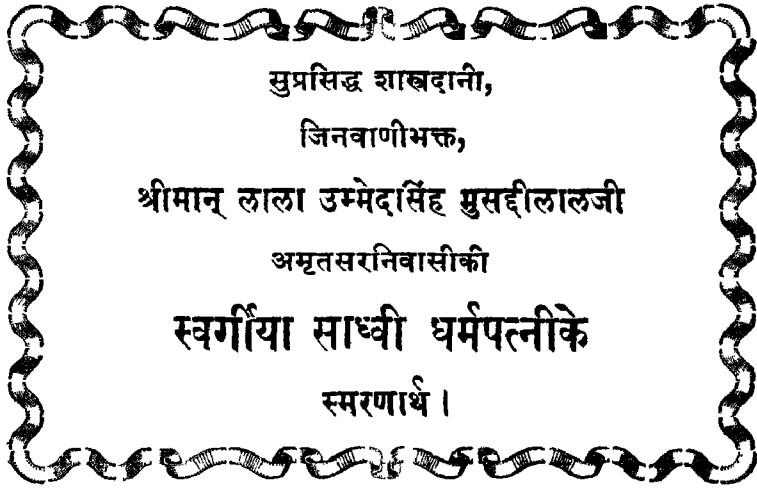 सुप्रसिद्ध शास्त्रदानी,
जिनवाणीभक्त,
श्रीमान् लाला उम्मेदसिंह मुसद्दीलालजी
अमृतसरनिवासीकी
स्वर्गीया साध्वी धर्मपत्नीके
स्मरणार्थ ।